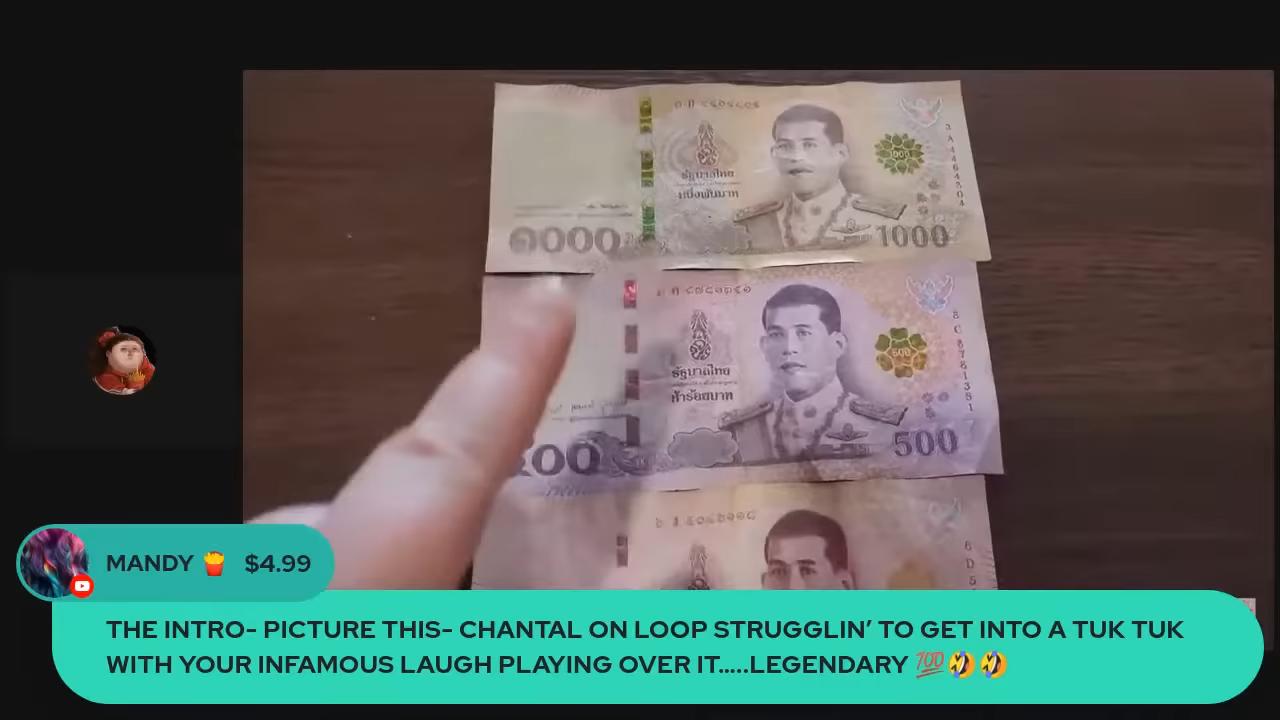 รัฐบาลไทย
หนึ่งพันบาท
1000
๑๐๐๐
1000
รัฐบาลไทย
ห้าร้อยบาท
500
500
MANDY 🍟 $4.99
THE INTRO- PICTURE THIS- CHANTAL ON LOOP STRUGGLIN’ TO GET INTO A TUK TUK
WITH YOUR INFAMOUS LAUGH PLAYING OVER IT.....LEGENDARY 💯🤣🤣